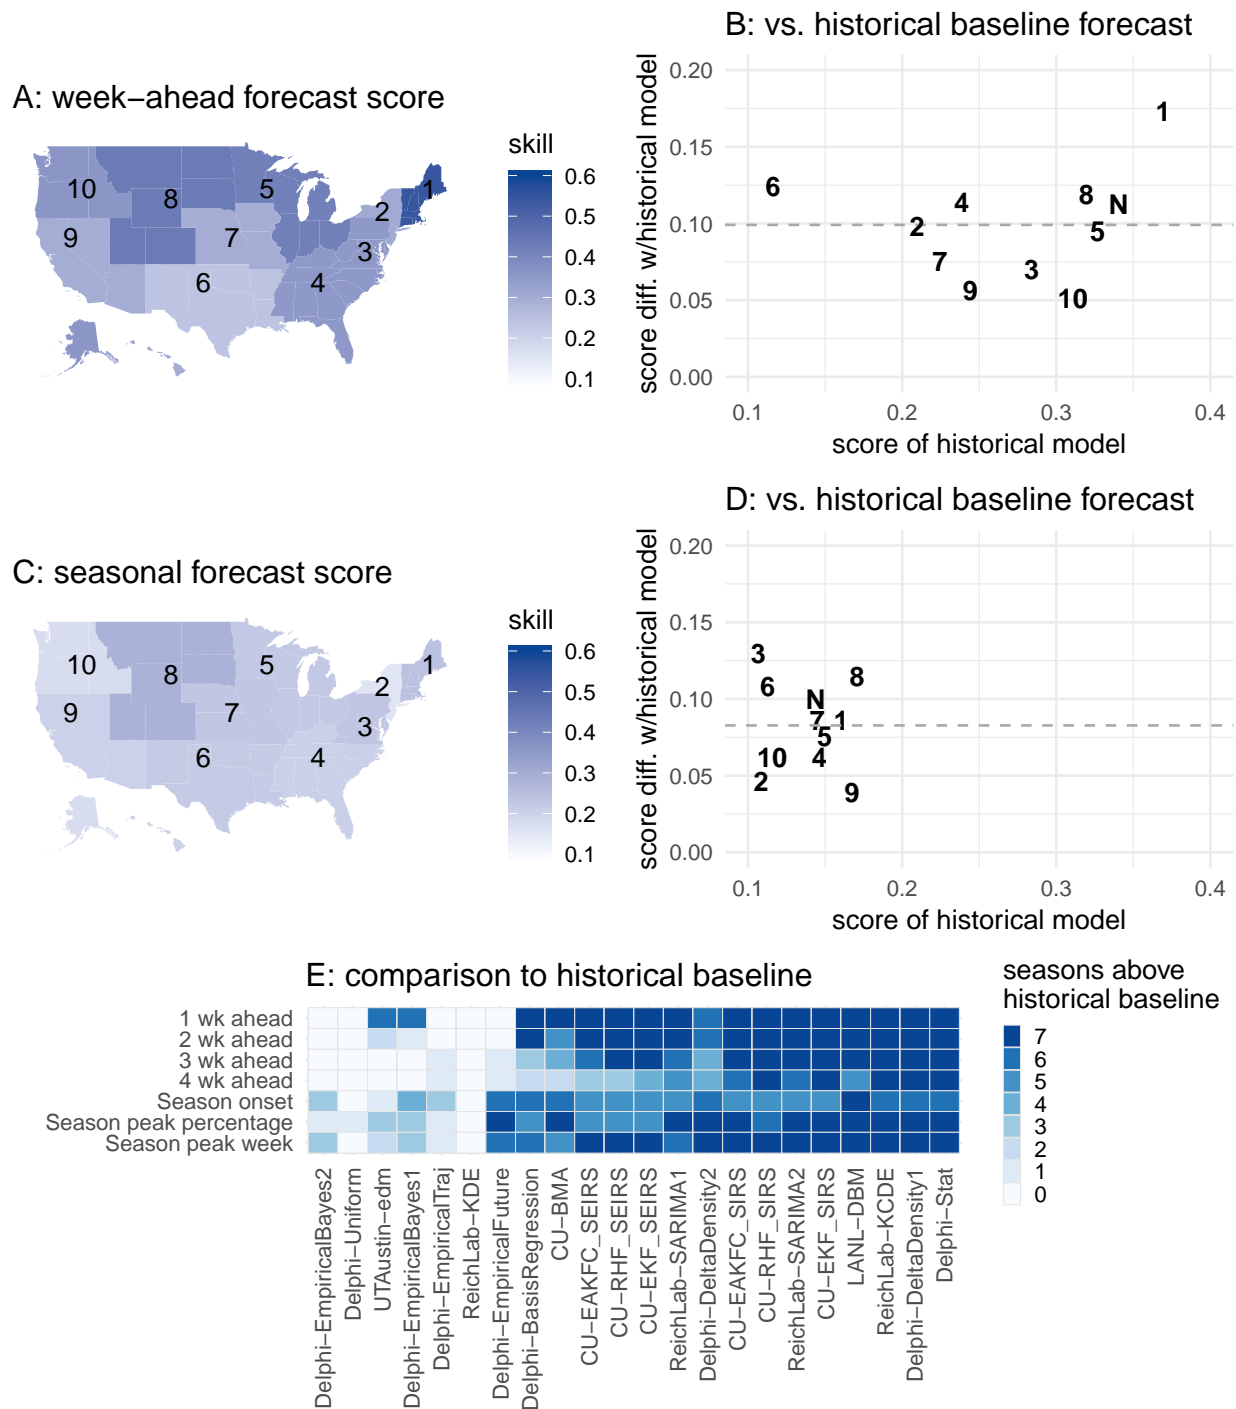 A: week−ahead forecast score
10
8
5
1
2
9
7
3
6
4
skill
0.6
0.5
0.4
0.3
0.2
0.1
B: vs. historical baseline forecast
score diff. w/historical model
0.20
0.15
0.10
0.05
0.00
1
6
4
8
N
2
5
7
3
9
10
0.1
0.2
0.3
0.4
score of historical model
C: seasonal forecast score
10
8
5
1
2
9
7
3
6
4
skill
0.6
0.5
0.4
0.3
0.2
0.1
D: vs. historical baseline forecast
score diff. w/historical model
0.20
0.15
0.10
0.05
0.00
3
6
8
N
7
1
5
10
4
2
9
0.1
0.2
0.3
0.4
score of historical model
E: comparison to historical baseline
1 wk ahead
2 wk ahead
3 wk ahead
4 wk ahead
Season onset
Season peak percentage
Season peak week
Delphi−EmpiricalBayes2
Delphi−Uniform
UTAustin−edm
Delphi−EmpiricalBayes1
Delphi−EmpiricalTraj
ReichLab−KDE
Delphi−EmpiricalFuture
Delphi−BasisRegression
CU−BMA
CU−EAKFC_SEIRS
CU−RHF_SEIRS
CU−EKF_SEIRS
ReichLab−SARIMA1
Delphi−DeltaDensity2
CU−EAKFC_SIRS
CU−RHF_SIRS
ReichLab−SARIMA2
CU−EKF_SIRS
LANL−DBM
ReichLab−KCDE
Delphi−DeltaDensity1
Delphi−Stat
seasons above
historical baseline
7
6
5
4
3
2
1
0